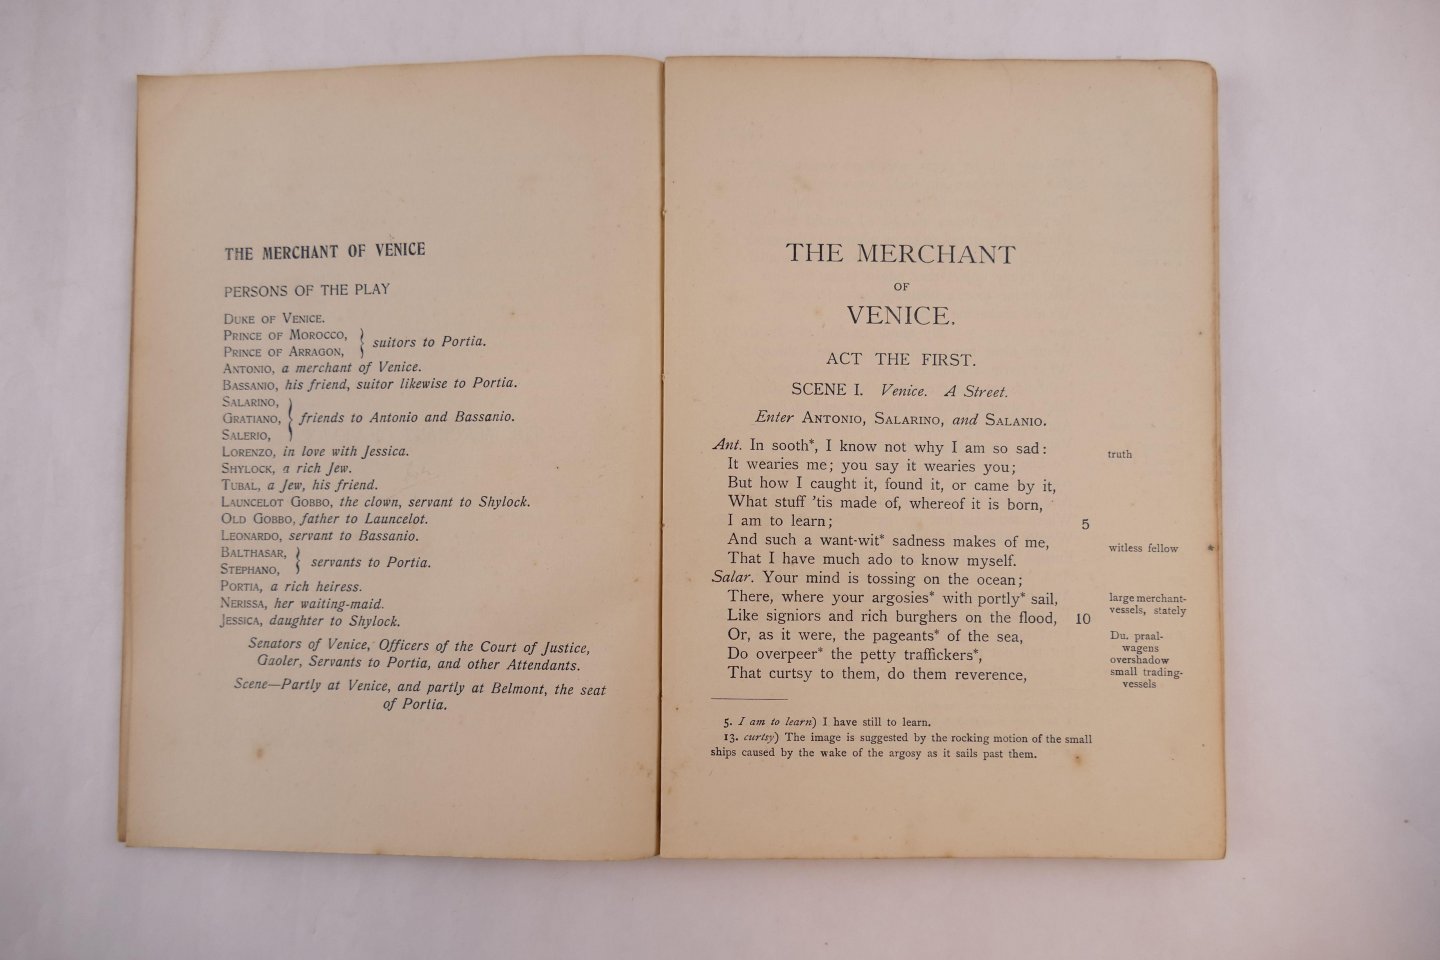 THE MERCHANT OF VENICE
PERSONS OF THE PLAY
DUKE OF VENICE.
PRINCE OF MOROCCO,
PRINCE OF ARRAGON,
suitors to Portia.
ANTONIO, a merchant of Venice.
BASSANIO, his friend, suitor likewise to Portia.
SALARINO,
GRATIANO,
SALERIO,
friends to Antonio and Bassanio.
LORENZO, in love with Jessica.
SHYLOCK, a rich Jew.
TUBAL, a Jew, his friend.
LAUNCELOT GOBBO, the clown, servant to Shylock.
OLD GOBBO, father to Launcelot.
LEONARDO, servant to Bassanio.
BALTHASAR,
STEPHANO,
servants to Portia.
PORTIA, a rich heiress.
NERISSA, her waiting-maid.
JESSICA, daughter to Shylock.
Senators of Venice, Officers of the Court of Justice,
Gaoler, Servants to Portia, and other Attendants.
Scene—Partly at Venice, and partly at Belmont, the seat
of Portia.
THE MERCHANT
OF
VENICE.
ACT THE FIRST.
SCENE I. Venice. A Street.
Enter ANTONIO, SALARINO, and SALANIO.
Ant. In sooth*, I know not why I am so sad: truth
It wearies me; you say it wearies you;
But how I caught it, found it, or came by it,
What stuff 'tis made of, whereof it is born,
I am to learn; 5
And such a want-wit* sadness makes of me, witless fellow
That I have much ado to know myself.
Salar. Your mind is tossing on the ocean;
There, where your argosies* with portly* sail, large merchant-
Like signiors and rich burghers on the flood, 10 vessels, stately
Or, as it were, the pageants* of the sea, Du. praal-
wagens
Do overpeer* the petty traffickers*, overshadow
That curtsy to them, do them reverence, small trading-
vessels
5. I am to learn) I have still to learn.
13. curtsy) The image is suggested by the rocking motion of the small
ships caused by the wake of the argosy as it sails past them.